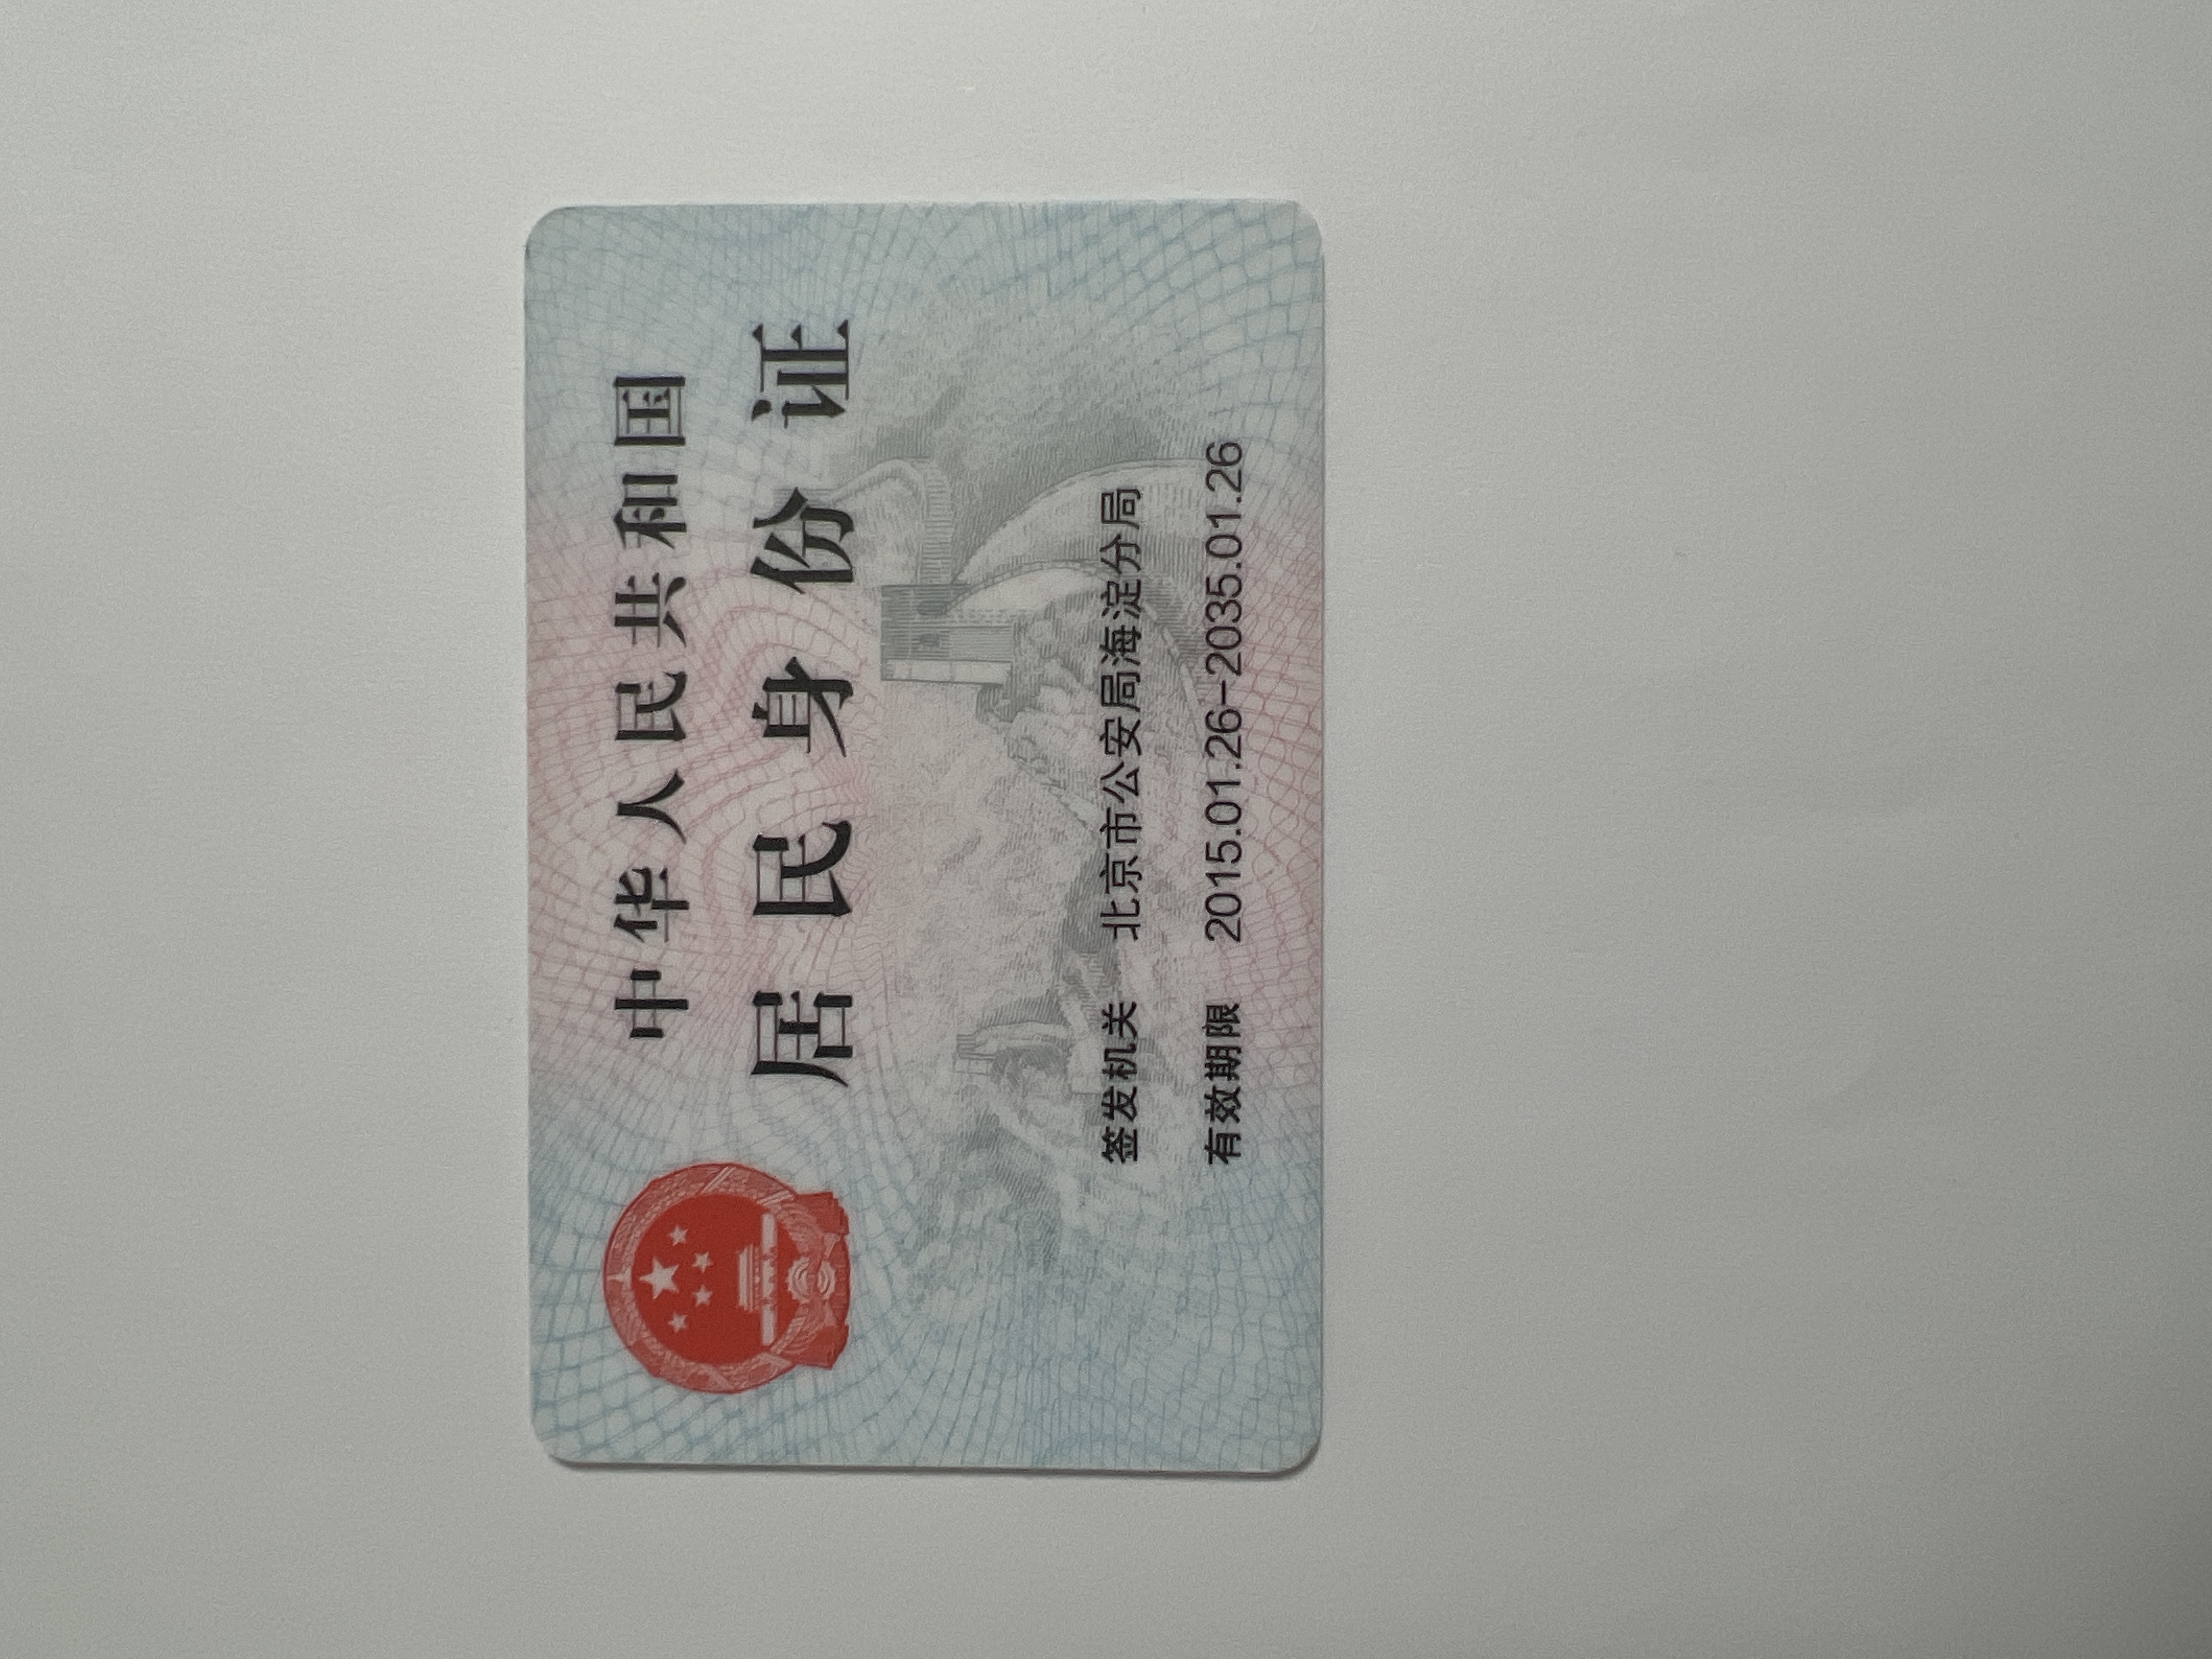 中华人民共和国
居民身份证
签发机关 北京市公安局海淀分局
有效期限 2015.01.26-2035.01.26